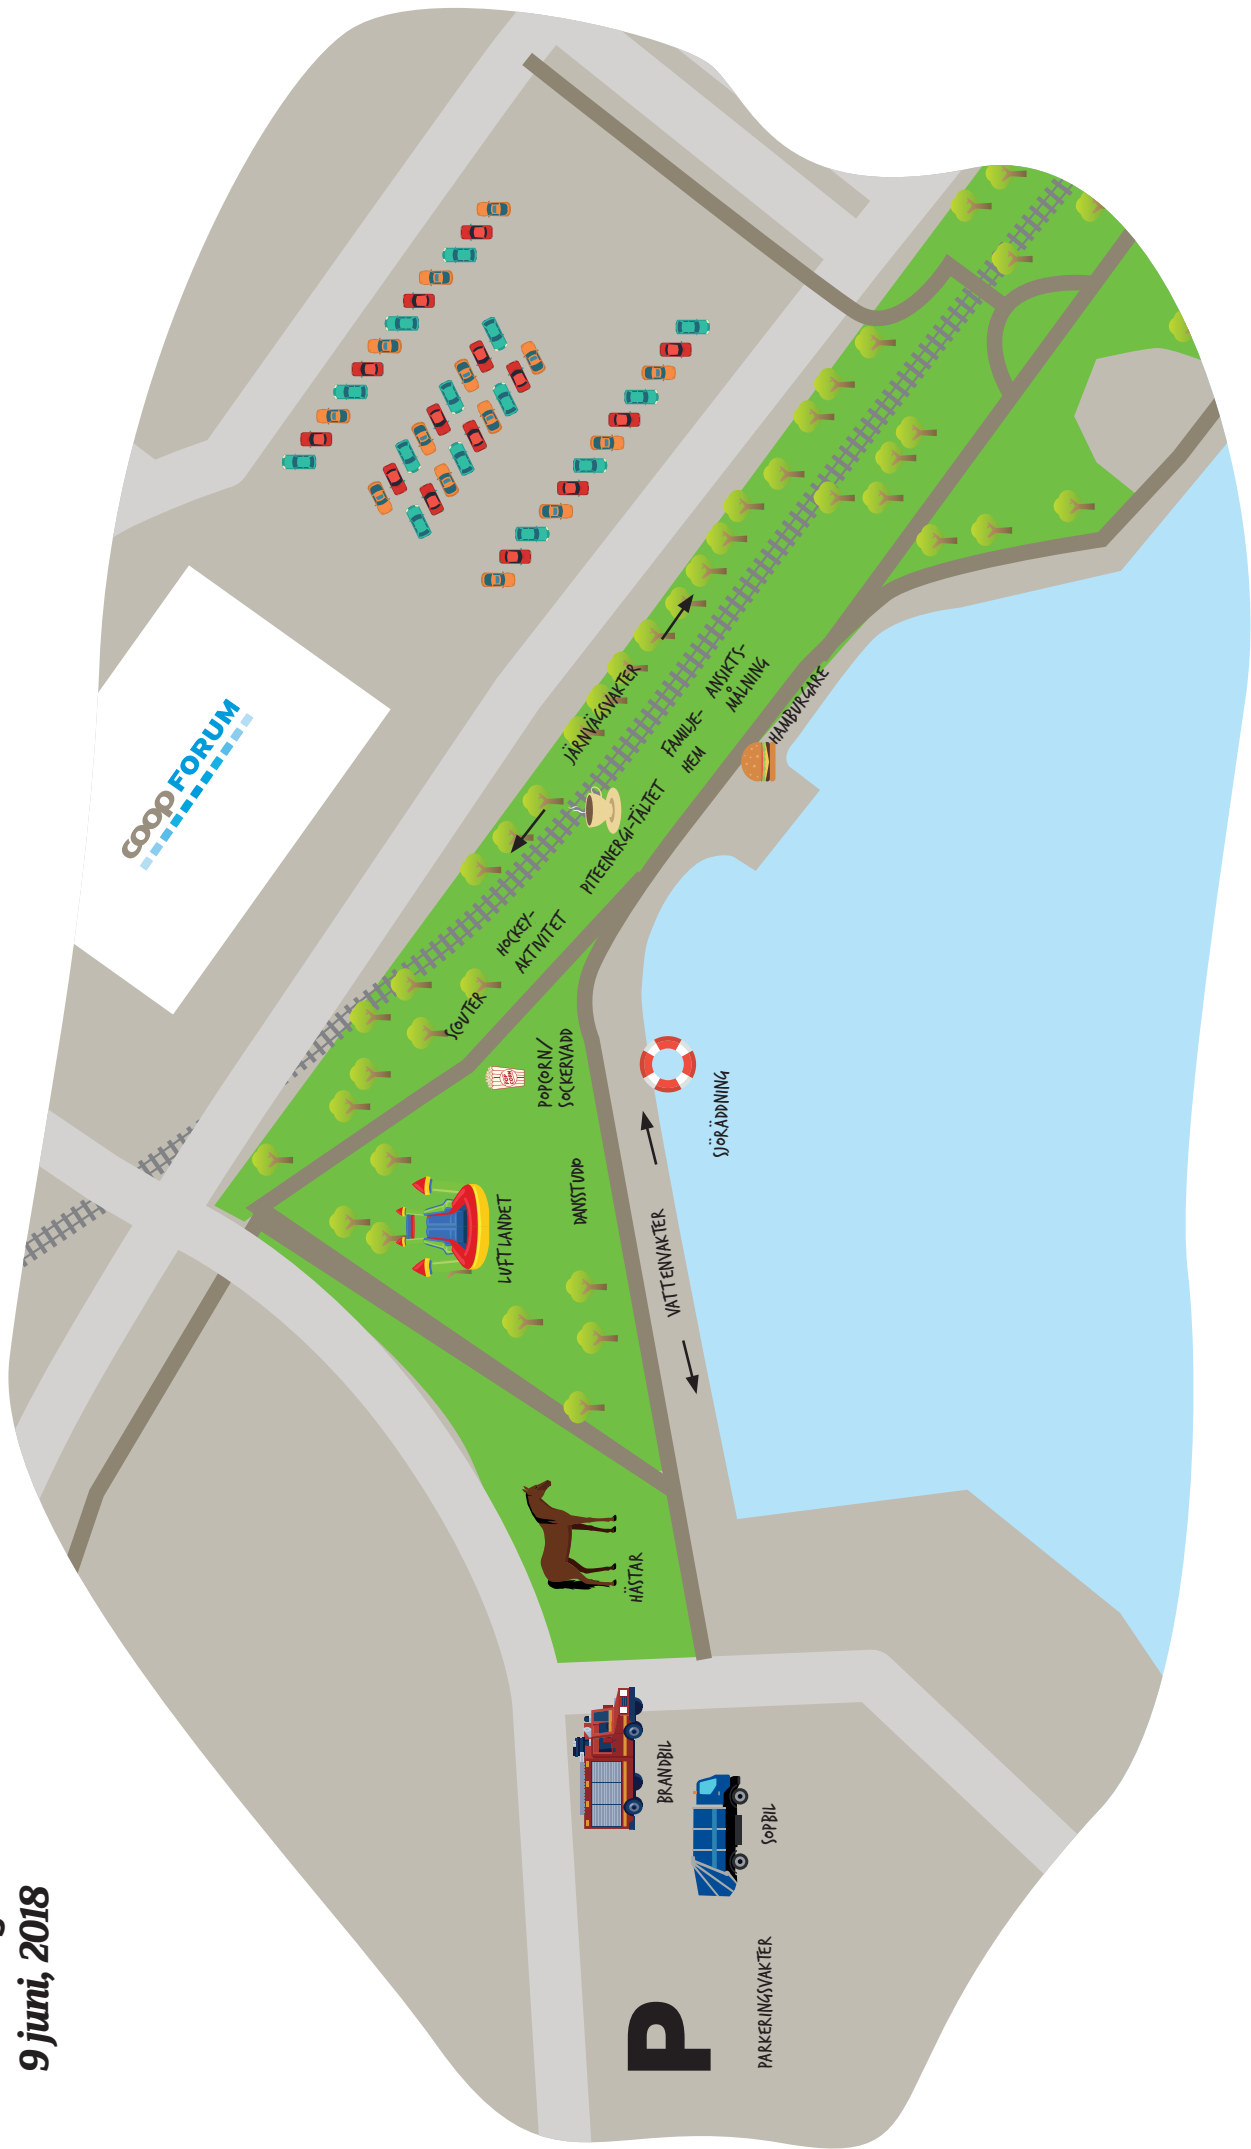 9 juni, 2018
coop FORUM
JÄRNVÄGSVAKTER
ANSIKTS-
MÅLNING
FAMILJE-
HEM
HAMBURGARE
PITEENERGI-TÄLTET
HOCKEY-
AKTIVITET
SCOUTER
POPCORN/
SOCKERVADD
SJÖRÄDDNING
DANSSTUDIO
LUFTLANDET
VATTENVAKTER
HÄSTAR
BRANDBIL
SOPBIL
P
PARKERINGSVAKTER